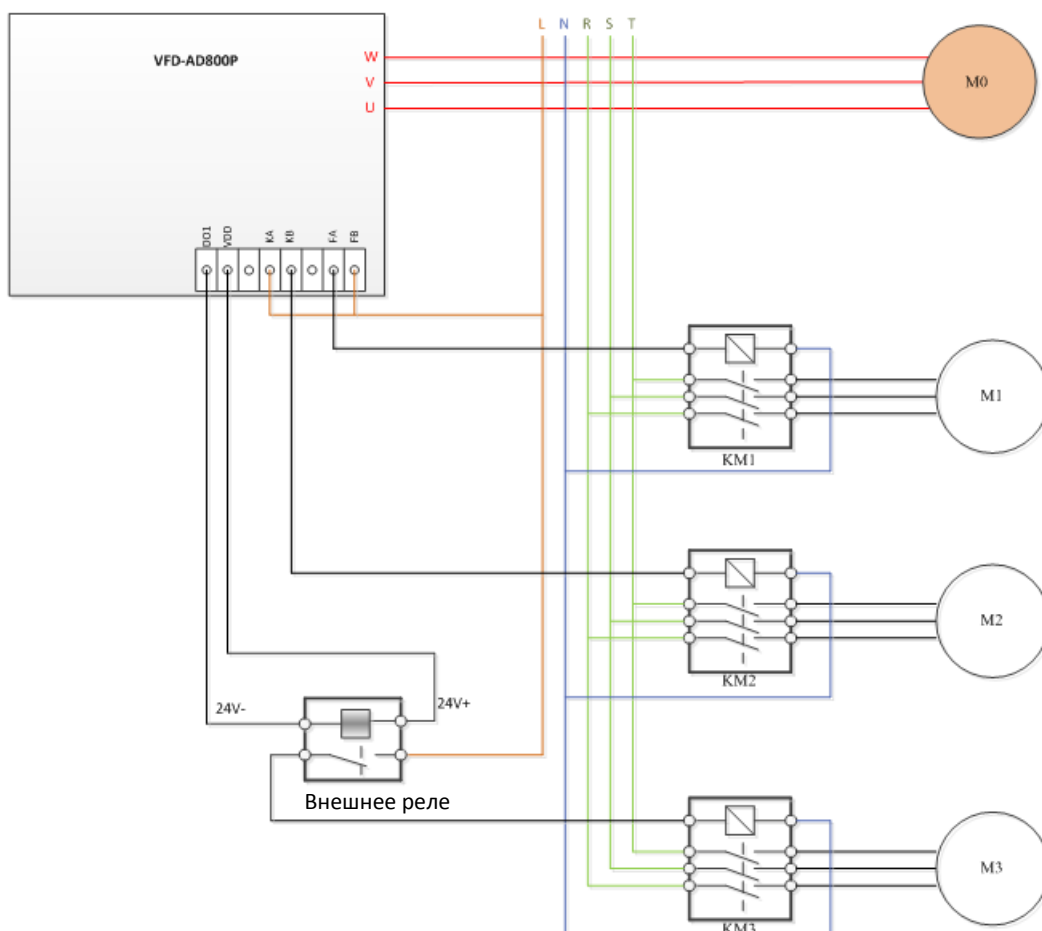 L N R S T
VFD-AD800P
W
V
U
M0
DO1 VDD KA KB FA FB
M1
KM1
M2
KM2
24V-
24V+
Внешнее реле
M3
KM3